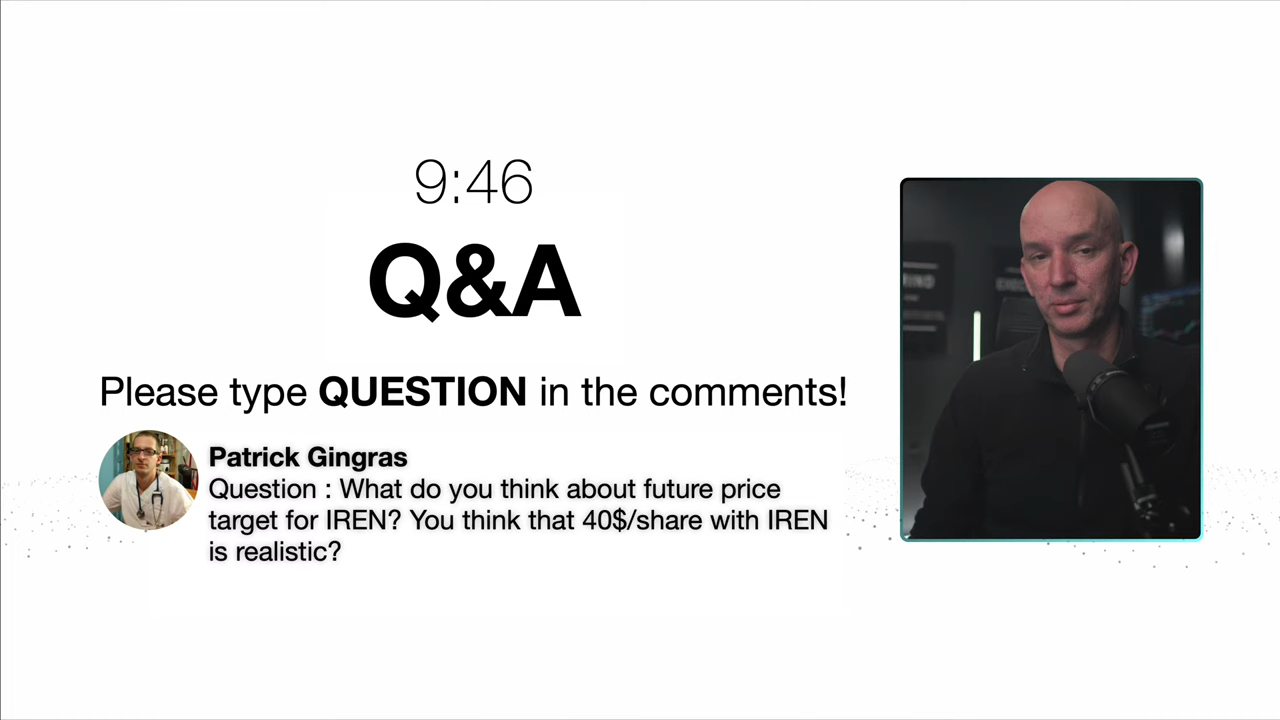 9:46
Q&A
Please type QUESTION in the comments!
Patrick Gingras
Question : What do you think about future price
target for IREN? You think that 40$/share with IREN
is realistic?